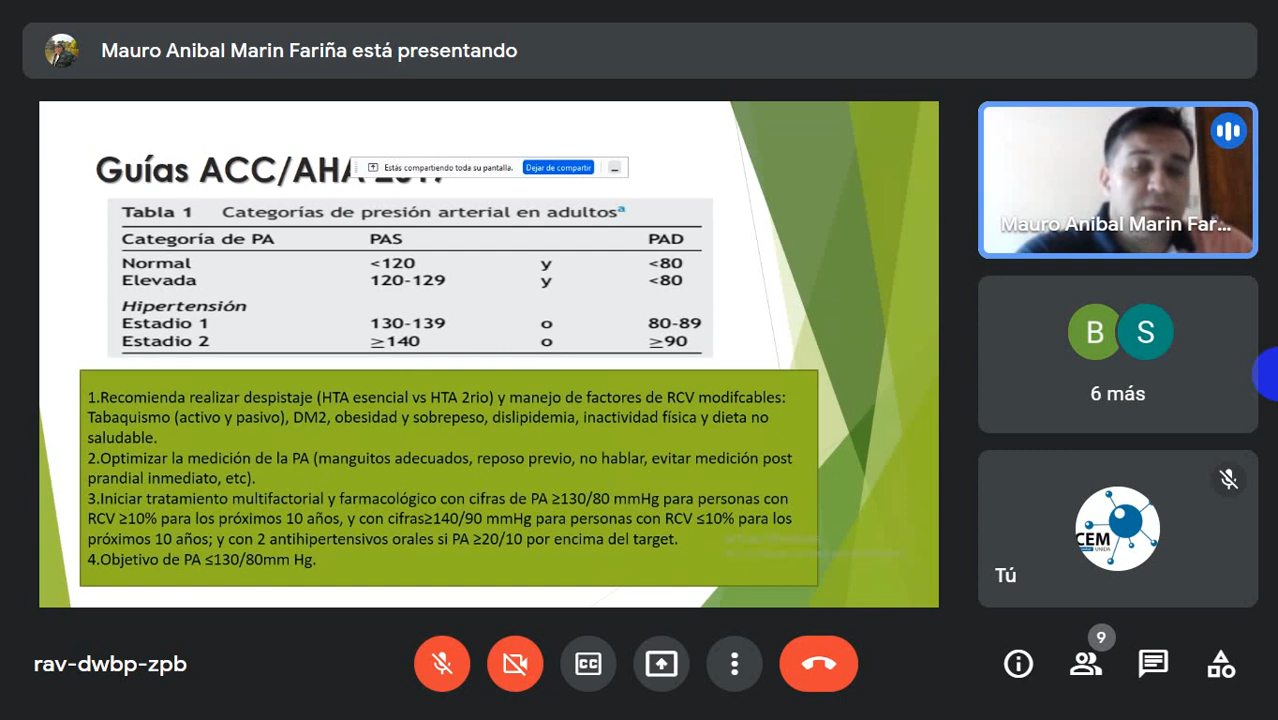 Mauro Anibal Marin Fariña está presentando
Guías ACC/AHA
Estás compartiendo toda su pantalla. Dejar de compartir
Tabla 1 Categorías de presión arterial en adultosª
Categoría de PA PAS PAD
Normal <120 y <80
Elevada 120-129 y <80
Hipertensión
Estadio 1 130-139 o 80-89
Estadio 2 ≥140 o ≥90
1.Recomienda realizar despistaje (HTA esencial vs HTA 2rio) y manejo de factores de RCV modifcables:
Tabaquismo (activo y pasivo), DM2, obesidad y sobrepeso, dislipidemia, inactividad física y dieta no
saludable.
2.Optimizar la medición de la PA (manguitos adecuados, reposo previo, no hablar, evitar medición post
prandial inmediato, etc).
3.Iniciar tratamiento multifactorial y farmacológico con cifras de PA ≥130/80 mmHg para personas con
RCV ≥10% para los próximos 10 años, y con cifras≥140/90 mmHg para personas con RCV ≤10% para los
próximos 10 años; y con 2 antihipertensivos orales si PA ≥20/10 por encima del target.
4.Objetivo de PA ≤130/80mm Hg.
Mauro Anibal Marin Far...
B S
6 más
CEM
UNION
Tú
rav-dwbp-zpb
9